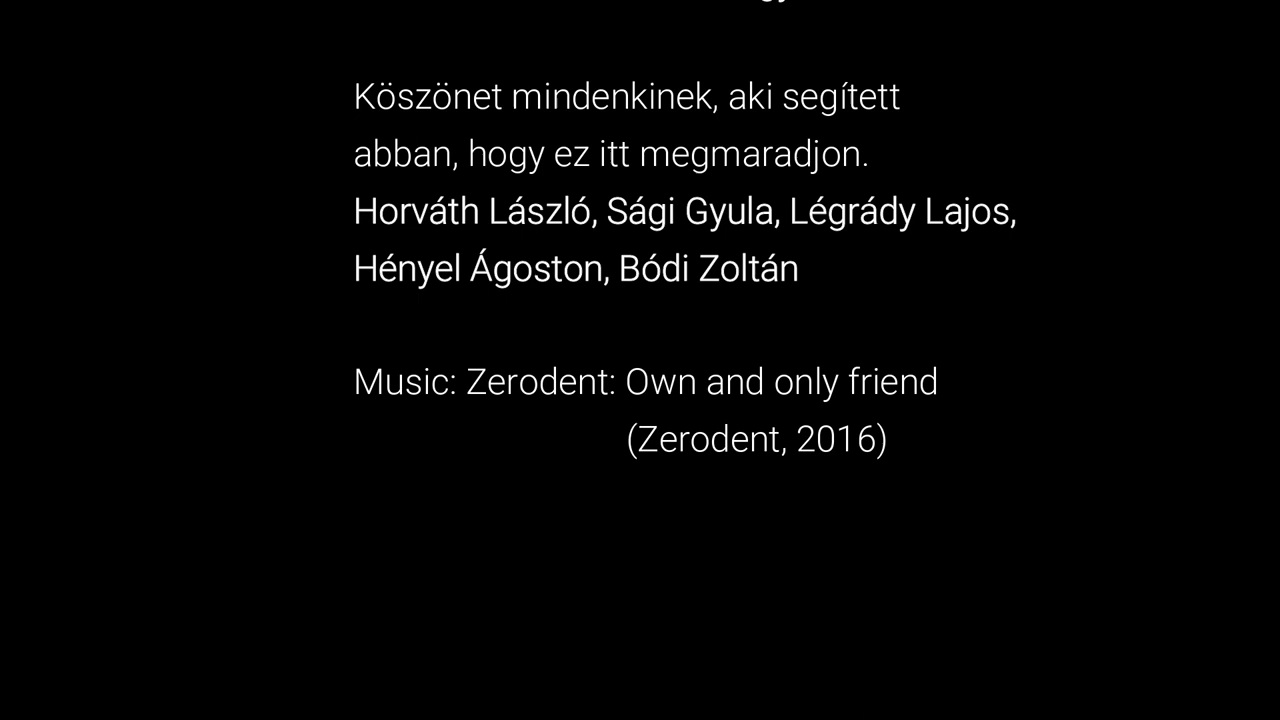 Köszönet mindenkinek, aki segített
abban, hogy ez itt megmaradjon.
Horváth László, Sági Gyula, Légrády Lajos,
Hényel Ágoston, Bódi Zoltán
Music: Zerodent: Own and only friend
(Zerodent, 2016)